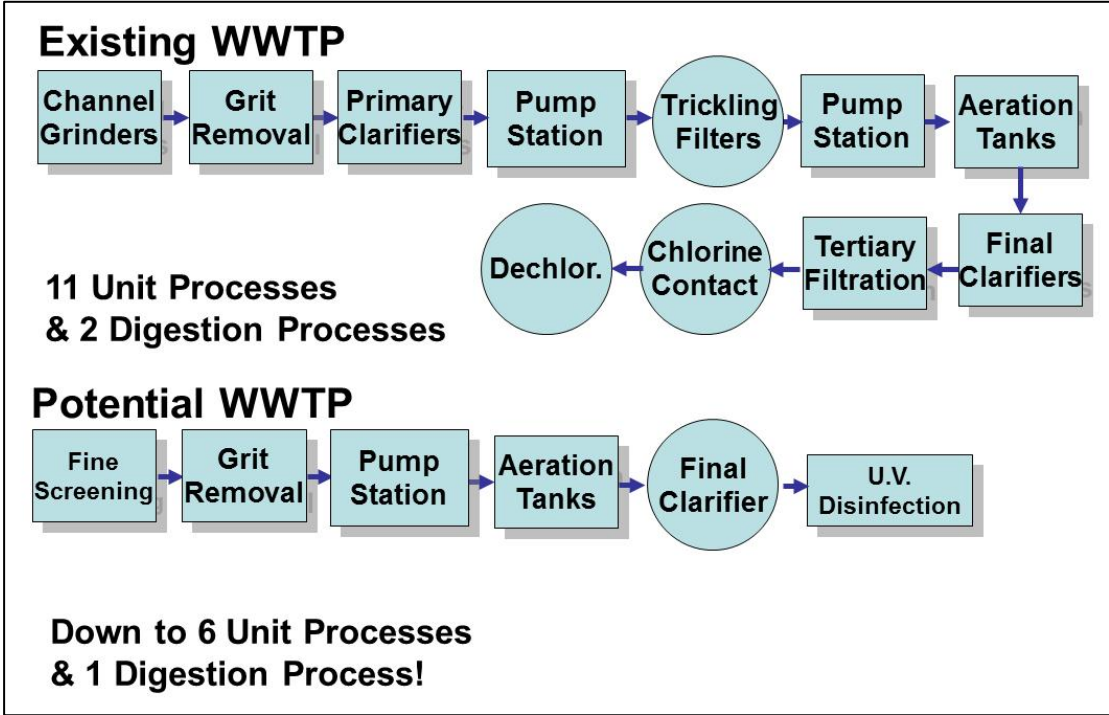 Existing WWTP
Channel
Grinders
Grit
Removal
Primary
Clarifiers
Pump
Station
Trickling
Filters
Pump
Station
Aeration
Tanks
Final
Clarifiers
Tertiary
Filtration
Chlorine
Contact
Dechlor.
11 Unit Processes
& 2 Digestion Processes
Potential WWTP
Fine
Screening
Grit
Removal
Pump
Station
Aeration
Tanks
Final
Clarifier
U.V.
Disinfection
Down to 6 Unit Processes
& 1 Digestion Process!